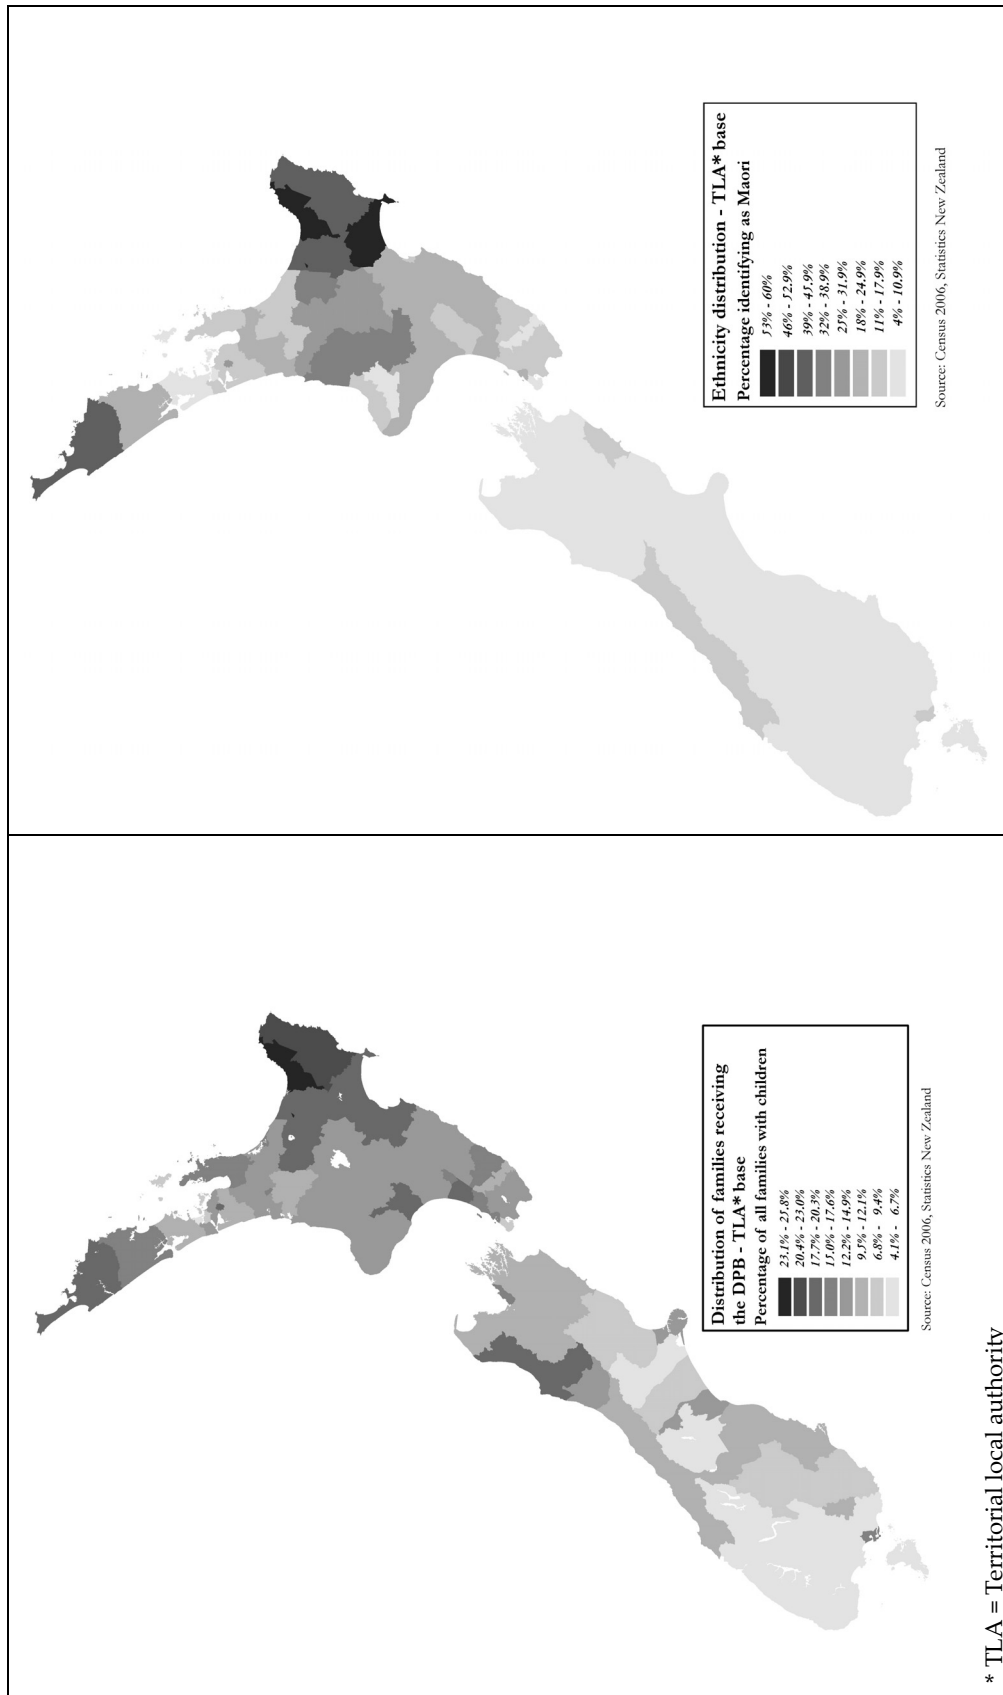 Distribution of families receiving
the DPB - TLA* base
Percentage of all families with children
23.1% - 25.8%
20.4% - 23.0%
17.7% - 20.3%
15.0% - 17.6%
12.2% - 14.9%
9.5% - 12.1%
6.8% - 9.4%
4.1% - 6.7%
Source: Census 2006, Statistics New Zealand
Ethnicity distribution - TLA* base
Percentage identifying as Maori
53% - 60%
46% - 52.9%
39% - 45.9%
32% - 38.9%
25% - 31.9%
18% - 24.9%
11% - 17.9%
4% - 10.9%
Source: Census 2006, Statistics New Zealand
* TLA = Territorial local authority